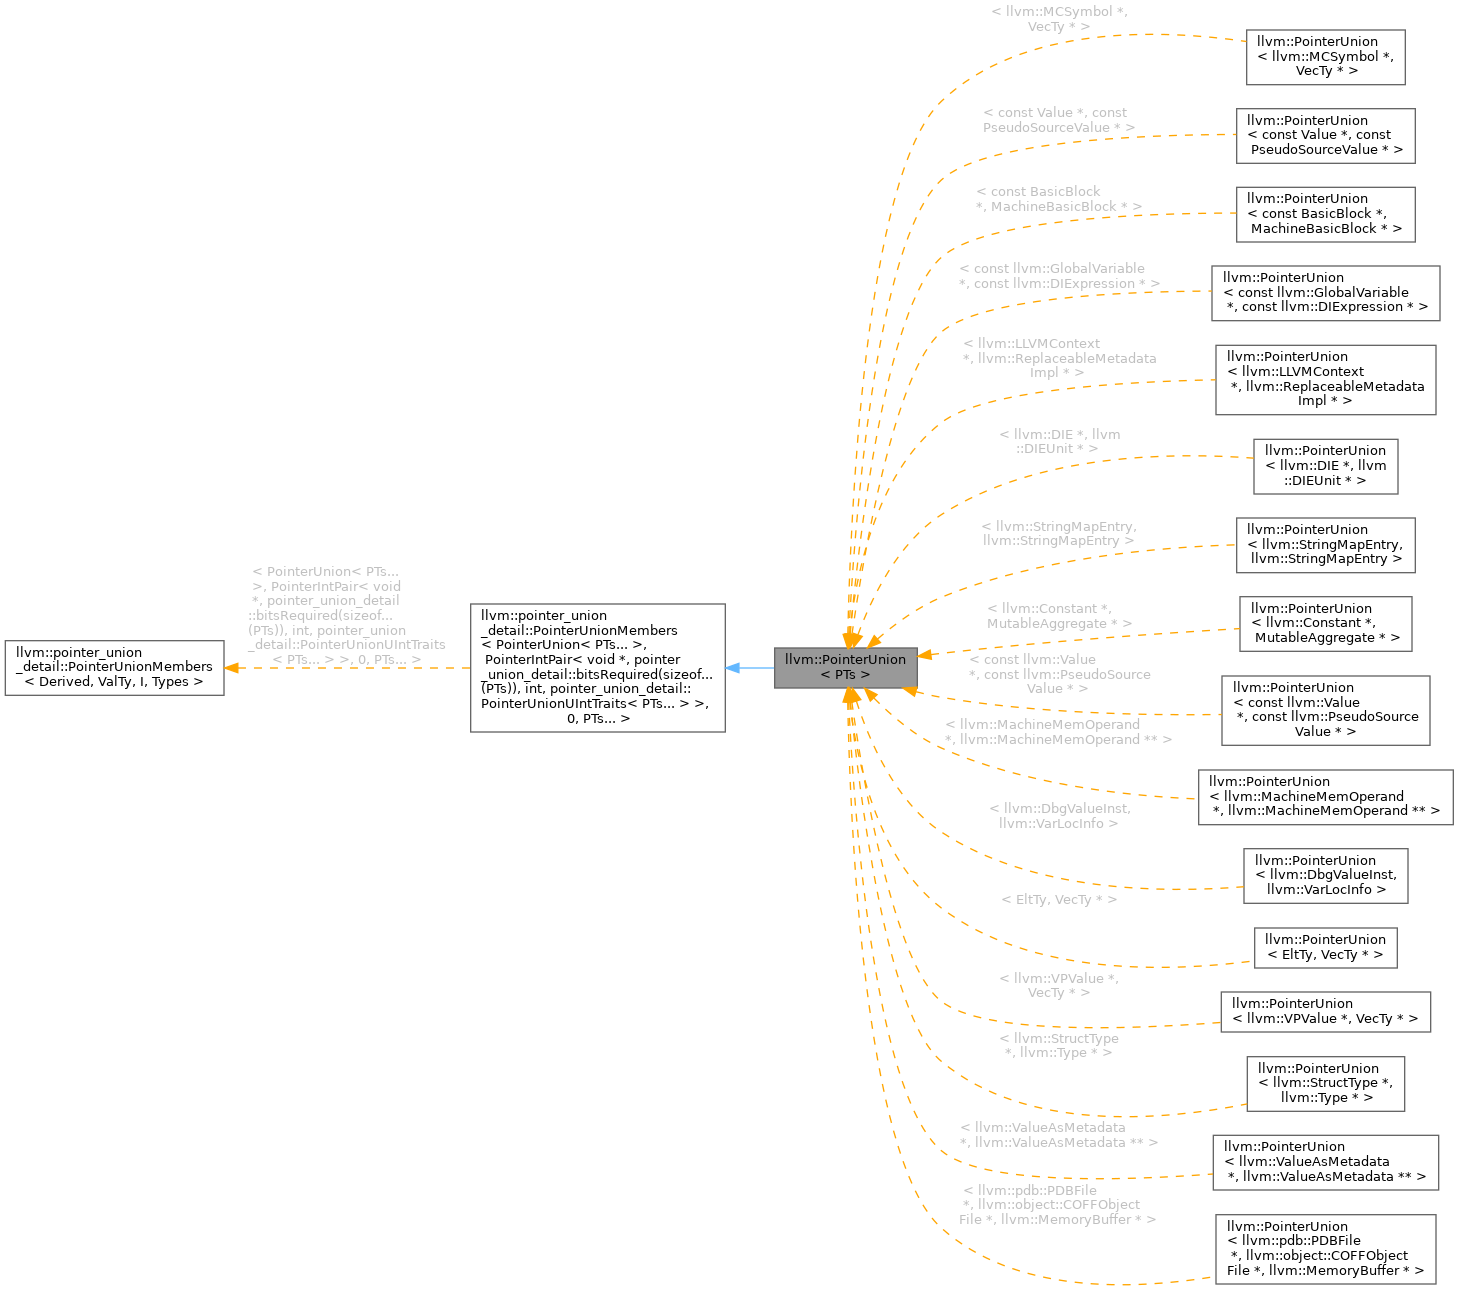 llvm::pointer_union
_detail::PointerUnionMembers
< Derived, ValTy, I, Types >
< PointerUnion< PTs...
>, PointerIntPair< void
*, pointer_union_detail
::bitsRequired(sizeof...
(PTs)), int, pointer_union
_detail::PointerUnionUIntTraits
< PTs... > >, 0, PTs... >
llvm::pointer_union
_detail::PointerUnionMembers
< PointerUnion< PTs... >,
PointerIntPair< void *, pointer
_union_detail::bitsRequired(sizeof...
(PTs)), int, pointer_union_detail::
PointerUnionUIntTraits< PTs... > >,
0, PTs... >
llvm::PointerUnion
< PTs >
< llvm::MCSymbol *,
VecTy * >
llvm::PointerUnion
< llvm::MCSymbol *,
VecTy * >
< const Value *, const
PseudoSourceValue * >
llvm::PointerUnion
< const Value *, const
PseudoSourceValue * >
< const BasicBlock
*, MachineBasicBlock * >
llvm::PointerUnion
< const BasicBlock *,
MachineBasicBlock * >
< const llvm::GlobalVariable
*, const llvm::DIExpression * >
llvm::PointerUnion
< const llvm::GlobalVariable
*, const llvm::DIExpression * >
< llvm::LLVMContext
*, llvm::ReplaceableMetadata
Impl * >
llvm::PointerUnion
< llvm::LLVMContext
*, llvm::ReplaceableMetadata
Impl * >
< llvm::DIE *, llvm
::DIEUnit * >
llvm::PointerUnion
< llvm::DIE *, llvm
::DIEUnit * >
< llvm::StringMapEntry,
llvm::StringMapEntry >
llvm::PointerUnion
< llvm::StringMapEntry,
llvm::StringMapEntry >
< llvm::Constant *,
MutableAggregate * >
llvm::PointerUnion
< llvm::Constant *,
MutableAggregate * >
< const llvm::Value
*, const llvm::PseudoSource
Value * >
llvm::PointerUnion
< const llvm::Value
*, const llvm::PseudoSource
Value * >
< llvm::MachineMemOperand
*, llvm::MachineMemOperand ** >
llvm::PointerUnion
< llvm::MachineMemOperand
*, llvm::MachineMemOperand ** >
< llvm::DbgValueInst,
llvm::VarLocInfo >
llvm::PointerUnion
< llvm::DbgValueInst,
llvm::VarLocInfo >
< EltTy, VecTy * >
llvm::PointerUnion
< EltTy, VecTy * >
< llvm::VPValue *,
VecTy * >
llvm::PointerUnion
< llvm::VPValue *, VecTy * >
< llvm::StructType
*, llvm::Type * >
llvm::PointerUnion
< llvm::StructType *,
llvm::Type * >
< llvm::ValueAsMetadata
*, llvm::ValueAsMetadata ** >
llvm::PointerUnion
< llvm::ValueAsMetadata
*, llvm::ValueAsMetadata ** >
< llvm::pdb::PDBFile
*, llvm::object::COFFObject
File *, llvm::MemoryBuffer * >
llvm::PointerUnion
< llvm::pdb::PDBFile
*, llvm::object::COFFObject
File *, llvm::MemoryBuffer * >